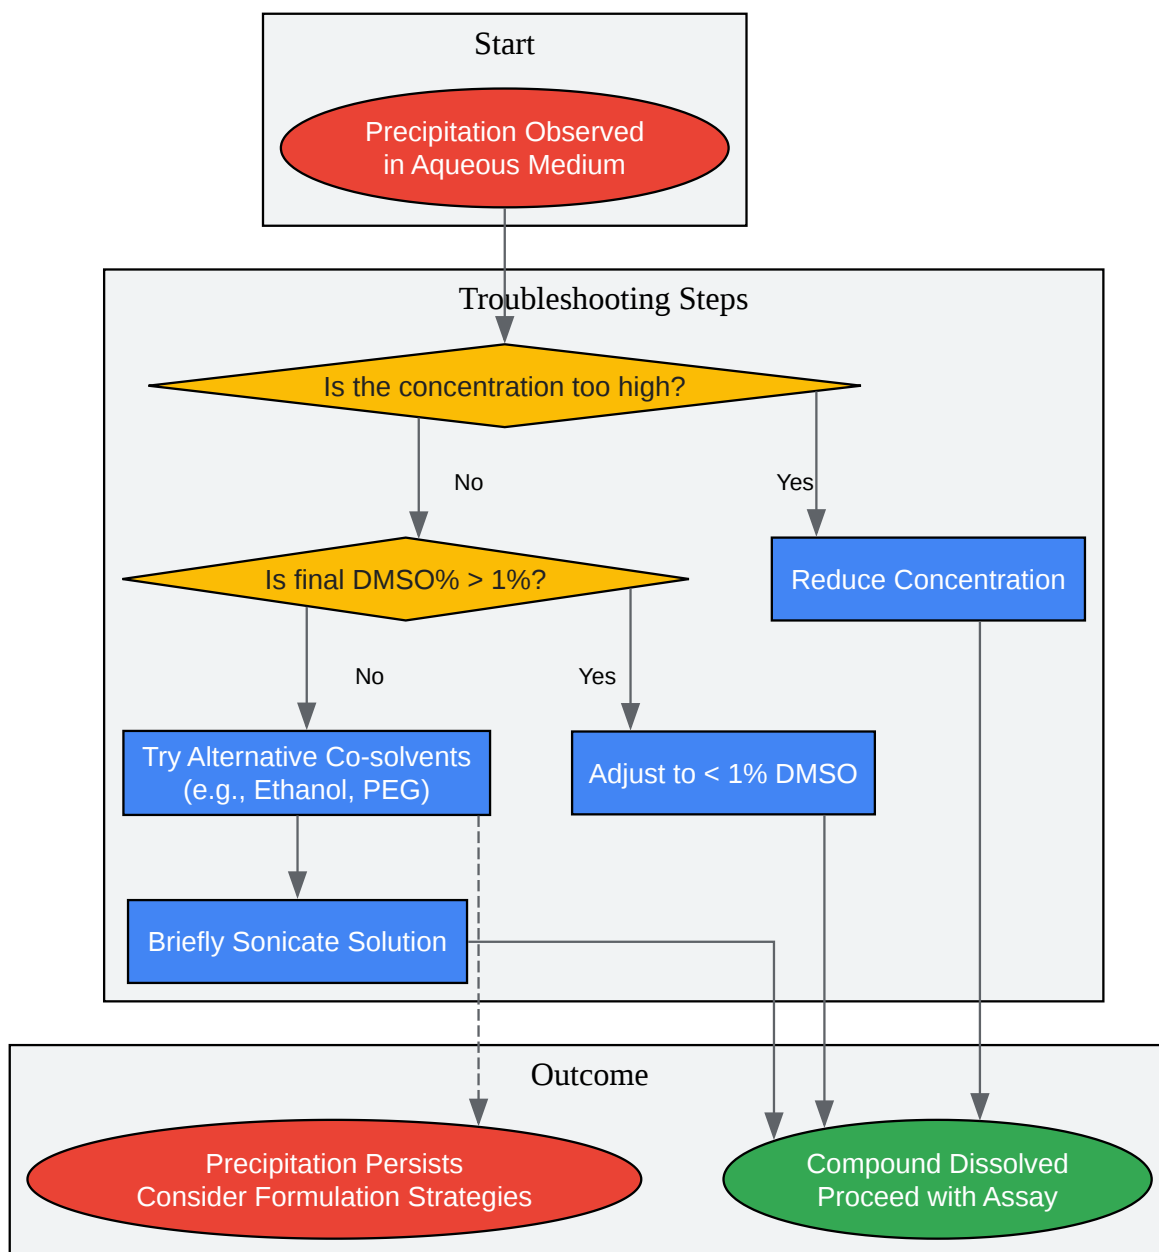 Start
Precipitation Observed
in Aqueous Medium
Troubleshooting Steps
Is the concentration too high?
No
Yes
Is final DMSO% > 1%?
Reduce Concentration
No
Yes
Try Alternative Co-solvents
(e.g., Ethanol, PEG)
Adjust to < 1% DMSO
Briefly Sonicate Solution
Outcome
Precipitation Persists
Consider Formulation Strategies
Compound Dissolved
Proceed with Assay